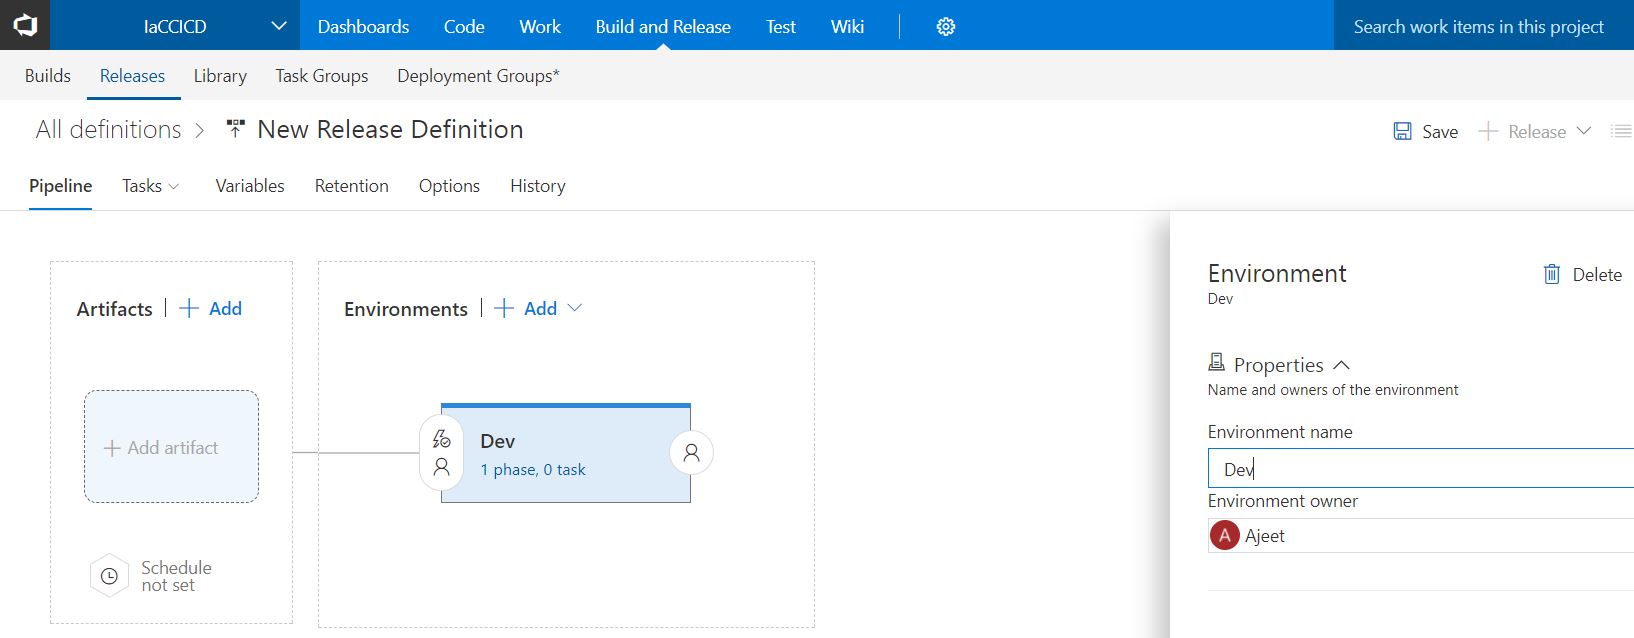 IaCCICD Dashboards Code Work Build and Release Test Wiki Search work items in this project
Builds Releases Library Task Groups Deployment Groups*
All definitions > New Release Definition Save + Release
Pipeline Tasks Variables Retention Options History
Artifacts | + Add
+ Add artifact
Schedule
not set
Environments | + Add
Dev
1 phase, 0 task
Environment Delete
Dev
Properties
Name and owners of the environment
Environment name
Dev
Environment owner
A Ajeet